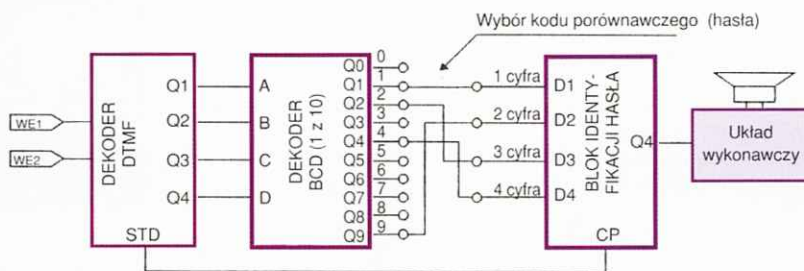 Wybór kodu porównawczego (hasła)
WE1
WE2
DEKODER
DTMF
Q1
Q2
Q3
Q4
STD
A
B
C
D
DEKODER
BCD (1 z 10)
Q0
Q1
Q2
Q3
Q4
Q5
Q6
Q7
Q8
Q9
0
1
2
3
4
5
6
7
8
9
1 cyfra
2 cyfra
3 cyfra
4 cyfra
D1
D2
D3
D4
BLOK IDENTY-
FIKACJI HASŁA
Q4
CP
Układ
wykonawczy